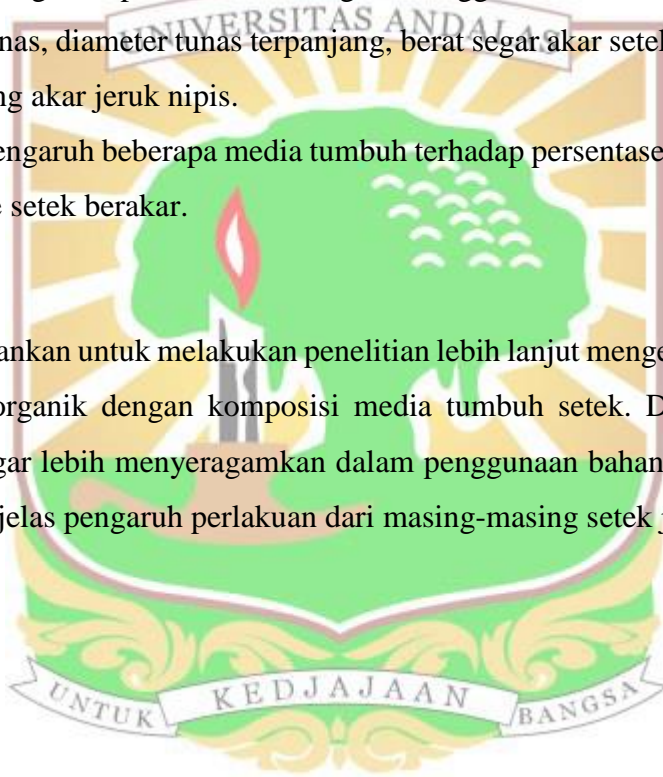 UNIVERSITAS ANDALAS
nas, diameter tunas terpanjang, berat segar akar setek
ng akar jeruk nipis.
engaruh beberapa media tumbuh terhadap persentase
setek berakar.
ankan untuk melakukan penelitian lebih lanjut menge
organik dengan komposisi media tumbuh setek. D
gar lebih menyeragamkan dalam penggunaan bahan
jelas pengaruh perlakuan dari masing-masing setek j
UNTUK KEDJAJAAN BANGSA